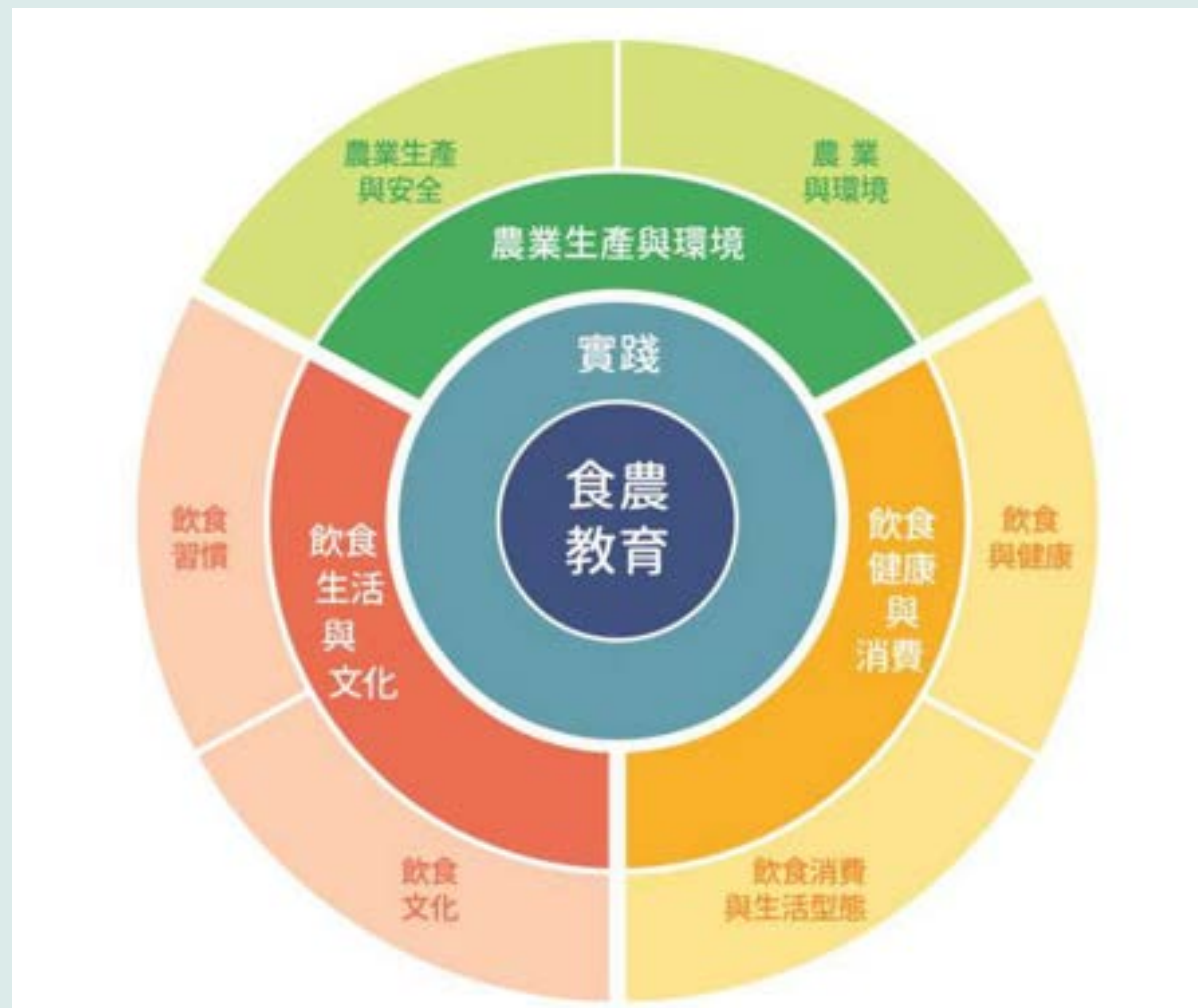 農業生產
與安全
農 業
與環境
農業生產與環境
實踐
食農
教育
飲食
習慣
飲食
生活
與
文化
飲食
健康
與
消費
飲食
與健康
飲食
文化
飲食消費
與生活型態